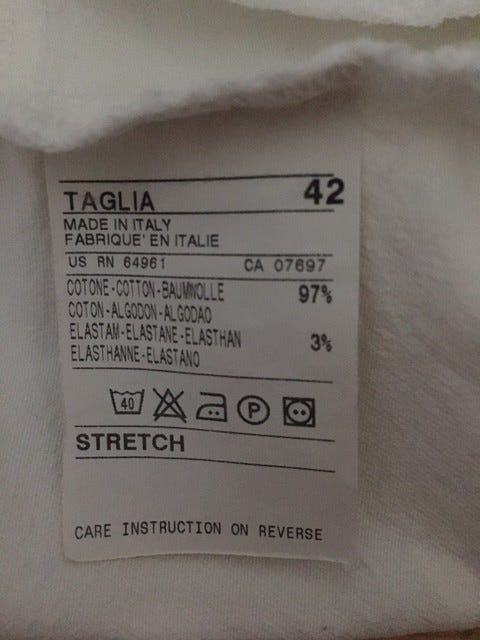 TAGLIA 42
MADE IN ITALY
FABRIQUE' EN ITALIE
US RN 64961 CA 07697
COTONE-COTTON-BAUMWOLLE 97%
COTON-ALGODON-ALGODAO
ELASTAM-ELASTANE-ELASTHAN 3%
ELASTHANNE-ELASTANO
40 P
STRETCH
CARE INSTRUCTION ON REVERSE